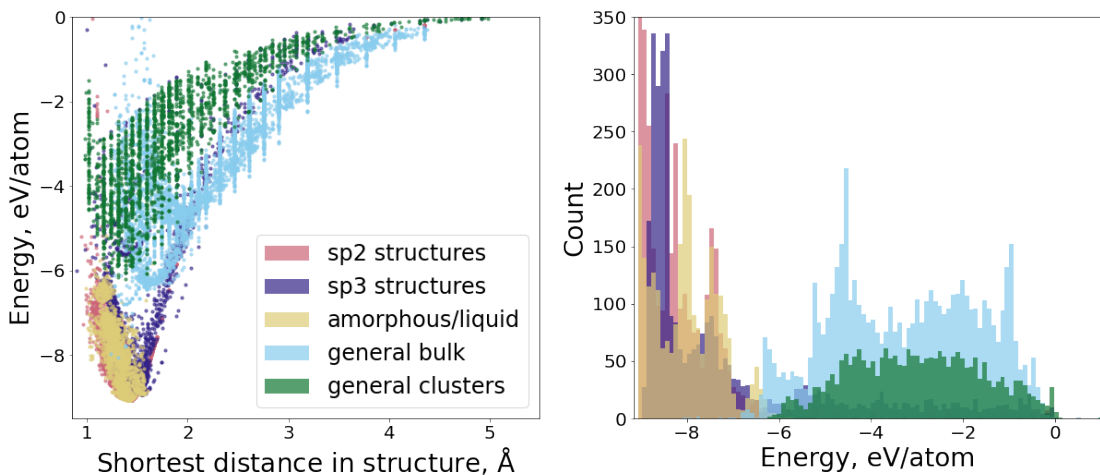 0
−2
−4
−6
−8
Energy, eV/atom
1
2
3
4
5
Shortest distance in structure, Å
sp2 structures
sp3 structures
amorphous/liquid
general bulk
general clusters
350
300
250
200
150
100
50
0
Count
−8
−6
−4
−2
0
Energy, eV/atom